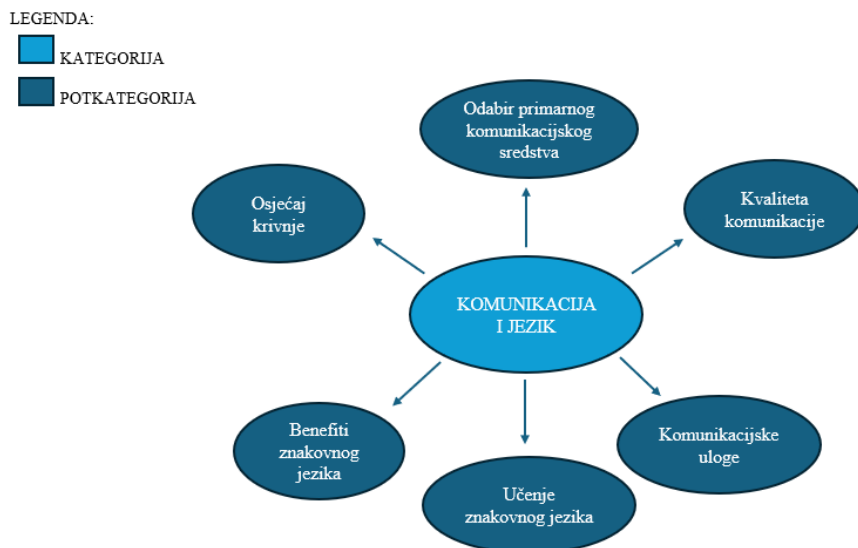 LEGENDA:
KATEGORIJA
POTKATEGORIJA
Odabir primarnog
komunikacijskog
sredstva
Osjećaj
krivnje
Kvaliteta
komunikacije
KOMUNIKACIJA
I JEZIK
Benefiti
znakovnog
jezika
Komunikacijske
uloge
Učenje
znakovnog jezika